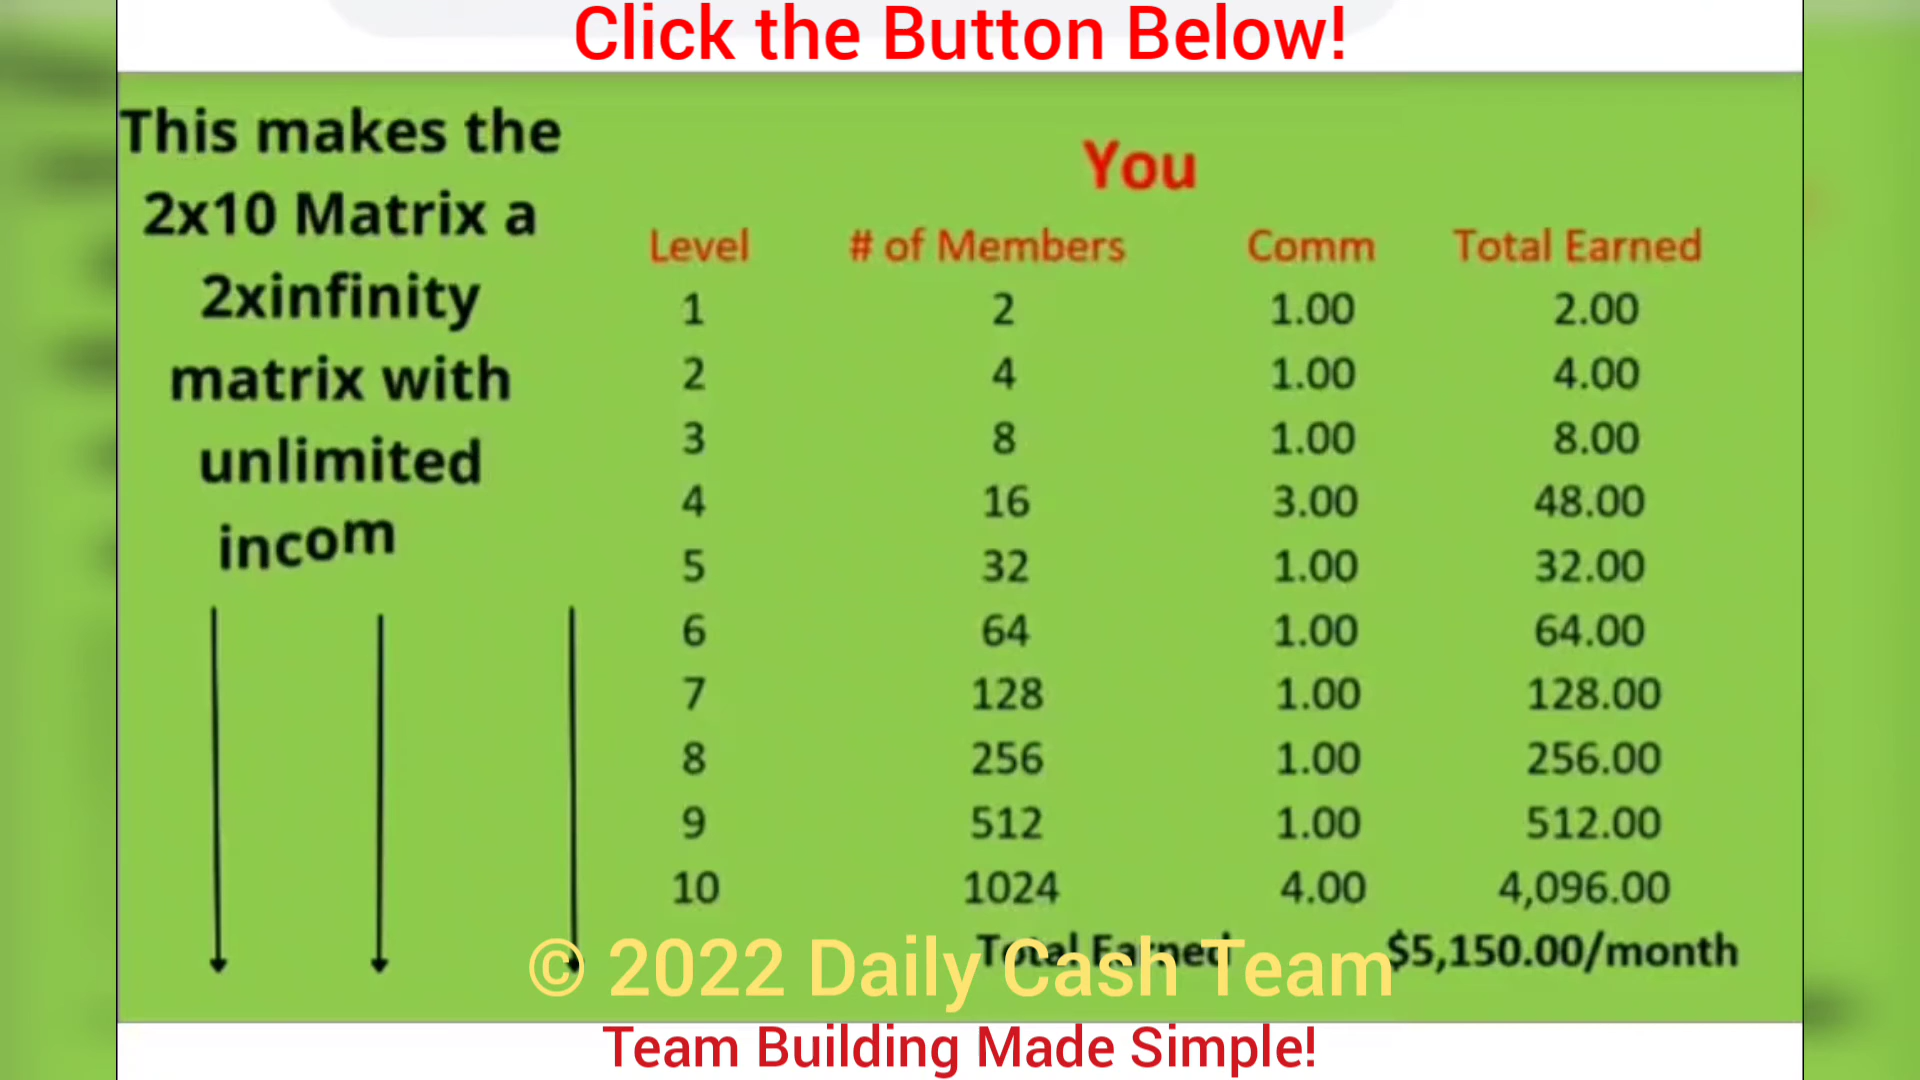 Click the Button Below!
This makes the
2x10 Matrix a
2xinfinity
matrix with
unlimited
incom
You
Level # of Members Comm Total Earned
1 2 1.00 2.00
2 4 1.00 4.00
3 8 1.00 8.00
4 16 3.00 48.00
5 32 1.00 32.00
6 64 1.00 64.00
7 128 1.00 128.00
8 256 1.00 256.00
9 512 1.00 512.00
10 1024 4.00 4,096.00
Total Earned $5,150.00/month
© 2022 Daily Cash Team
Team Building Made Simple!